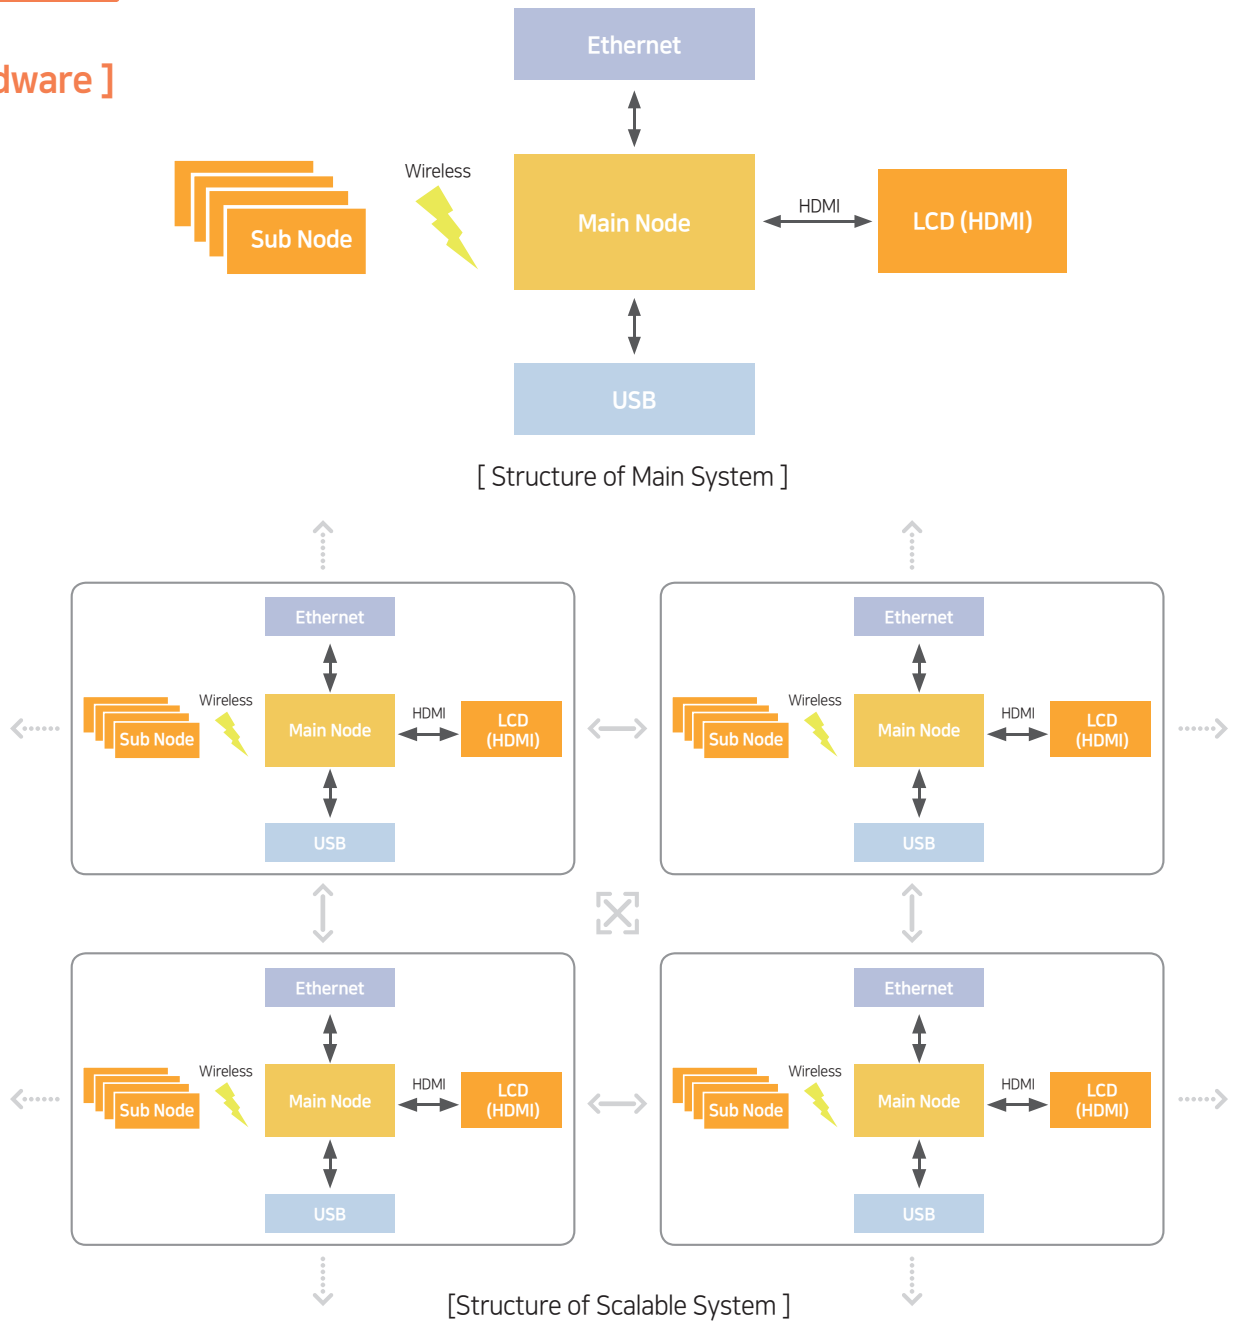 dware ]
Ethernet
Wireless
Sub Node
Main Node
HDMI
LCD (HDMI)
USB
[ Structure of Main System ]
Ethernet
Wireless
Sub Node
Main Node
HDMI
LCD
(HDMI)
USB
Ethernet
Wireless
Sub Node
Main Node
HDMI
LCD
(HDMI)
USB
Ethernet
Wireless
Sub Node
Main Node
HDMI
LCD
(HDMI)
USB
Ethernet
Wireless
Sub Node
Main Node
HDMI
LCD
(HDMI)
USB
[Structure of Scalable System ]